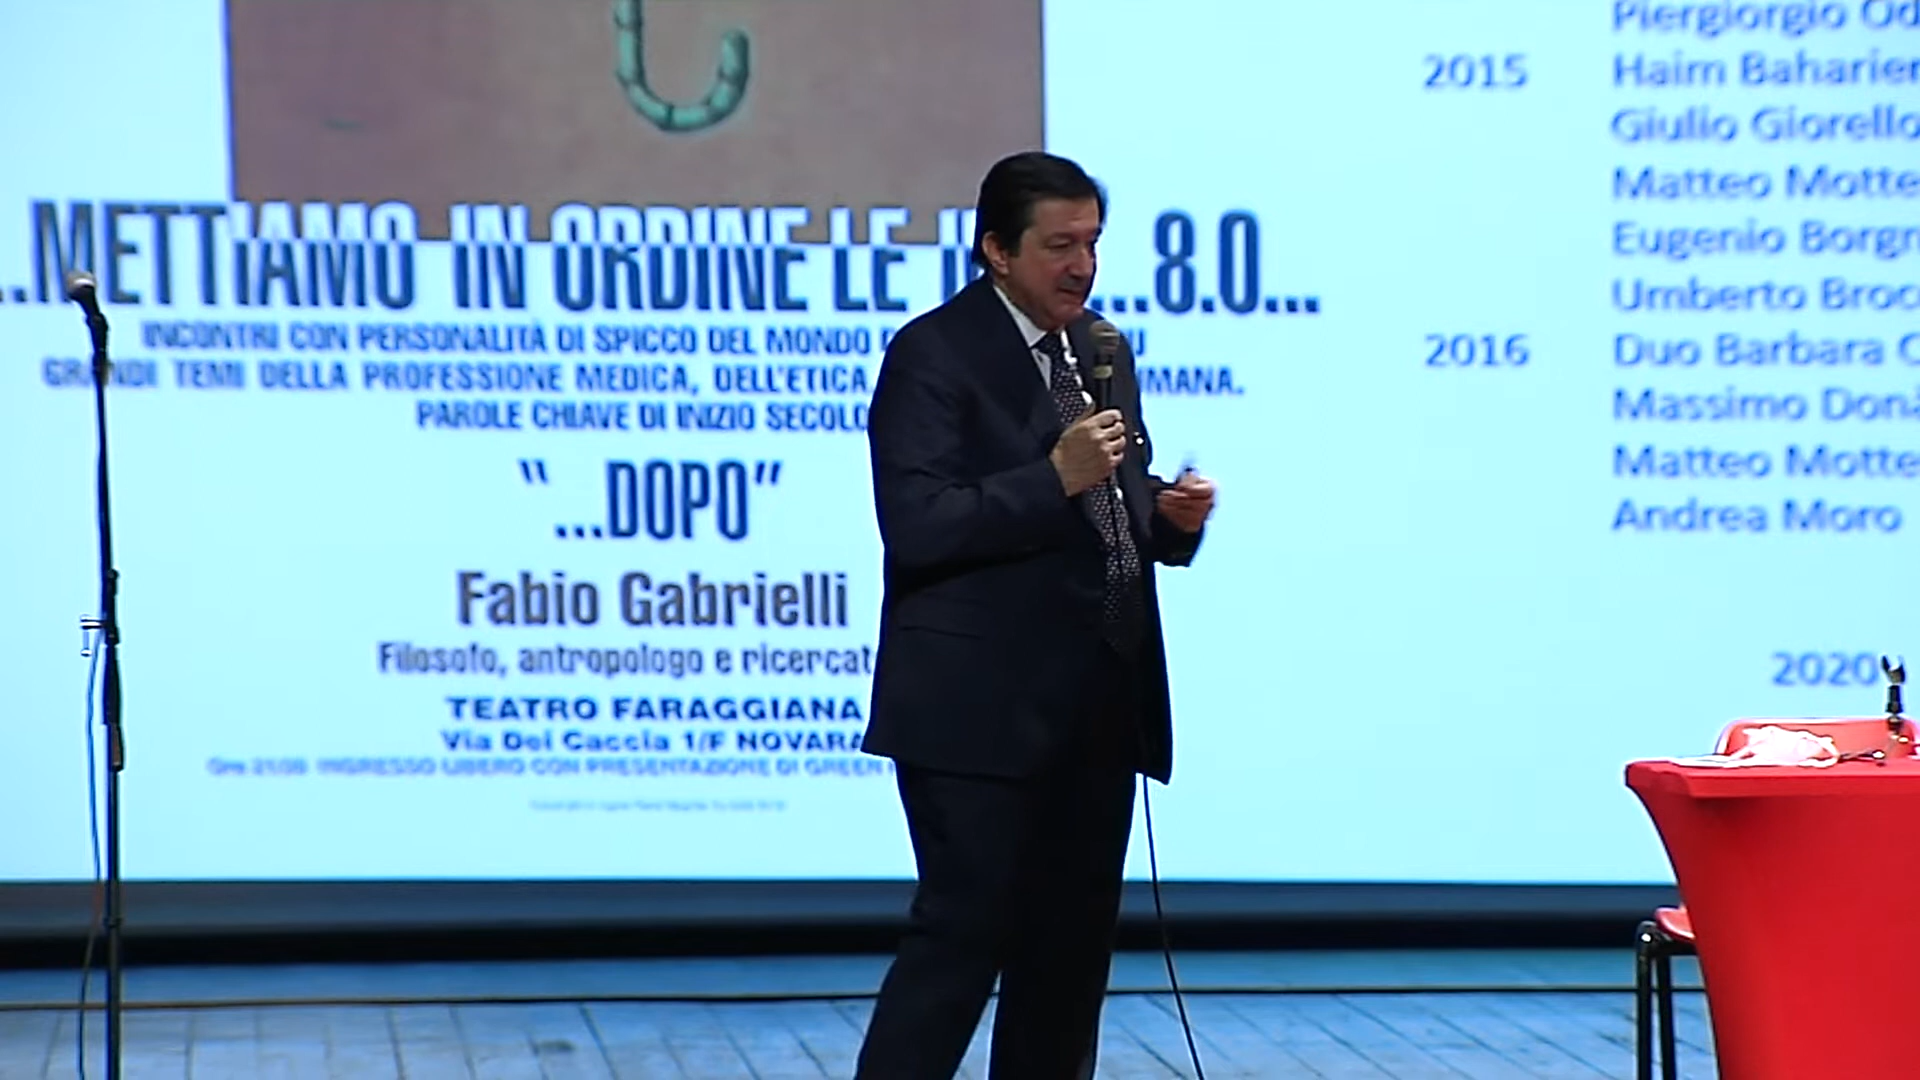 ...METTIAMO IN ORDINE LE ...8.0...
INCONTRI CON PERSONALITÀ DI SPICCO DEL MONDO
GRANDI TEMI DELLA PROFESSIONE MEDICA, DELL'ETICA,
PAROLE CHIAVE DI INIZIO SECOLO
"...DOPO"
Fabio Gabrielli
Filosofo, antropologo e ricercat
TEATRO FARAGGIANA
Via Dei Caccia 1/F NOVARA
Ore 21:00 INGRESSO LIBERO CON PRESENTAZIONE DI GREEN
Piergiorgio Od
2015 Haim Baharier
Giulio Giorello
Matteo Motte
Eugenio Borgn
Umberto Broc
2016 Duo Barbara C
Massimo Donà
Matteo Motte
Andrea Moro
2020